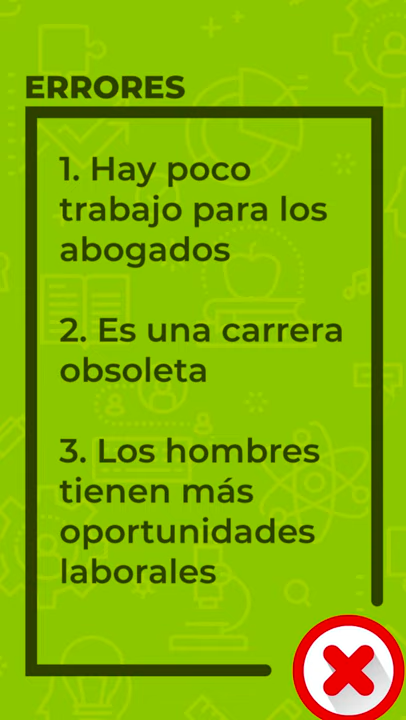 ERRORES
1. Hay poco
trabajo para los
abogados
2. Es una carrera
obsoleta
3. Los hombres
tienen más
oportunidades
laborales